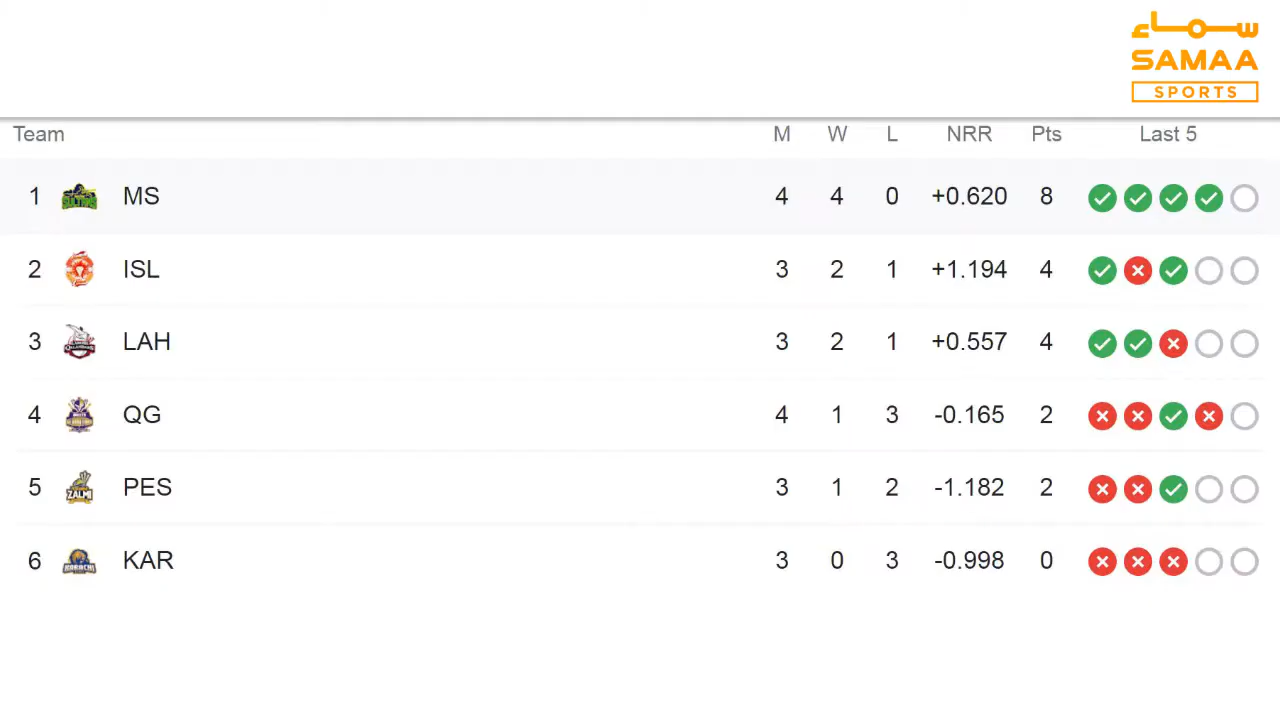 سماء
SAMAA
SPORTS
Team M W L NRR Pts Last 5
1 MS 4 4 0 +0.620 8
2 ISL 3 2 1 +1.194 4
3 LAH 3 2 1 +0.557 4
4 QG 4 1 3 -0.165 2
5 ZALMI PES 3 1 2 -1.182 2
6 KARACHI KAR 3 0 3 -0.998 0